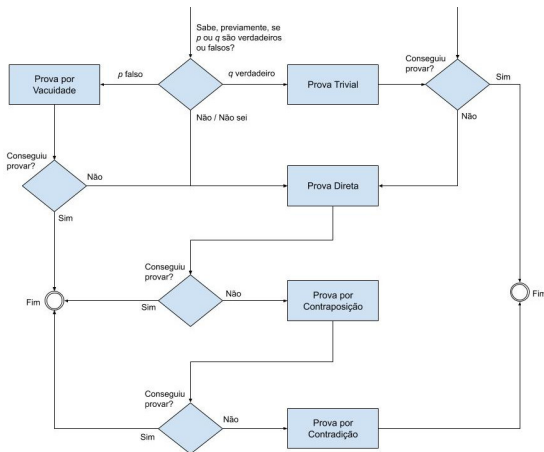 Sabe, previamente, se
p ou q são verdadeiros
ou falsos?
Conseguiu
provar?
Sim
Prova por
Vacuidade
p falso
q verdadeiro
Prova Trivial
Não / Não sei
Não
Conseguiu
provar?
Não
Prova Direta
Sim
Conseguiu
provar?
Fim
Sim
Não
Prova por
Contraposição
Fim
Conseguiu
provar?
Sim
Não
Prova por
Contradição